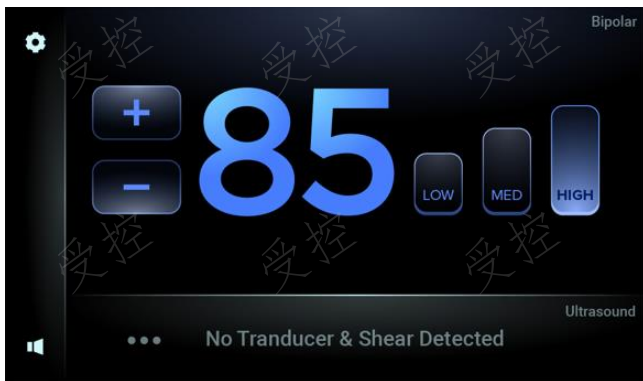 Bipolar
+
85
−
LOW
MED
HIGH
受控
受控
受控
受控
受控
受控
Ultrasound
No Tranducer & Shear Detected